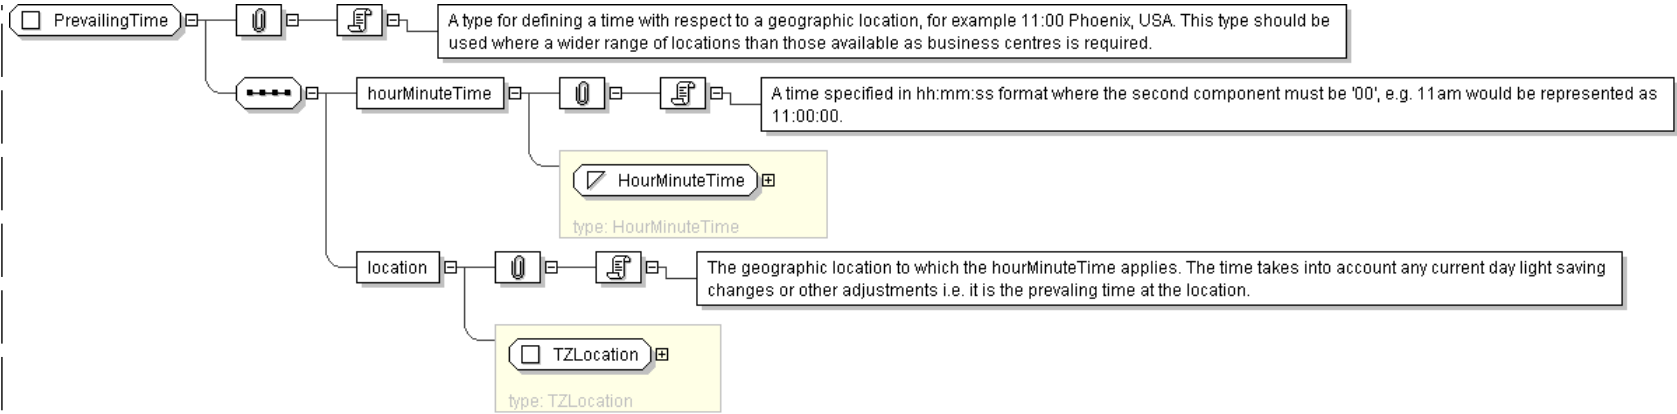 PrevailingTime
A type for defining a time with respect to a geographic location, for example 11:00 Phoenix, USA. This type should be
used where a wider range of locations than those available as business centres is required.
hourMinuteTime
A time specified in hh:mm:ss format where the second component must be '00', e.g. 11am would be represented as
11:00:00.
HourMinuteTime
type: HourMinuteTime
location
The geographic location to which the hourMinuteTime applies. The time takes into account any current day light saving
changes or other adjustments i.e. it is the prevaling time at the location.
TZLocation
type: TZLocation